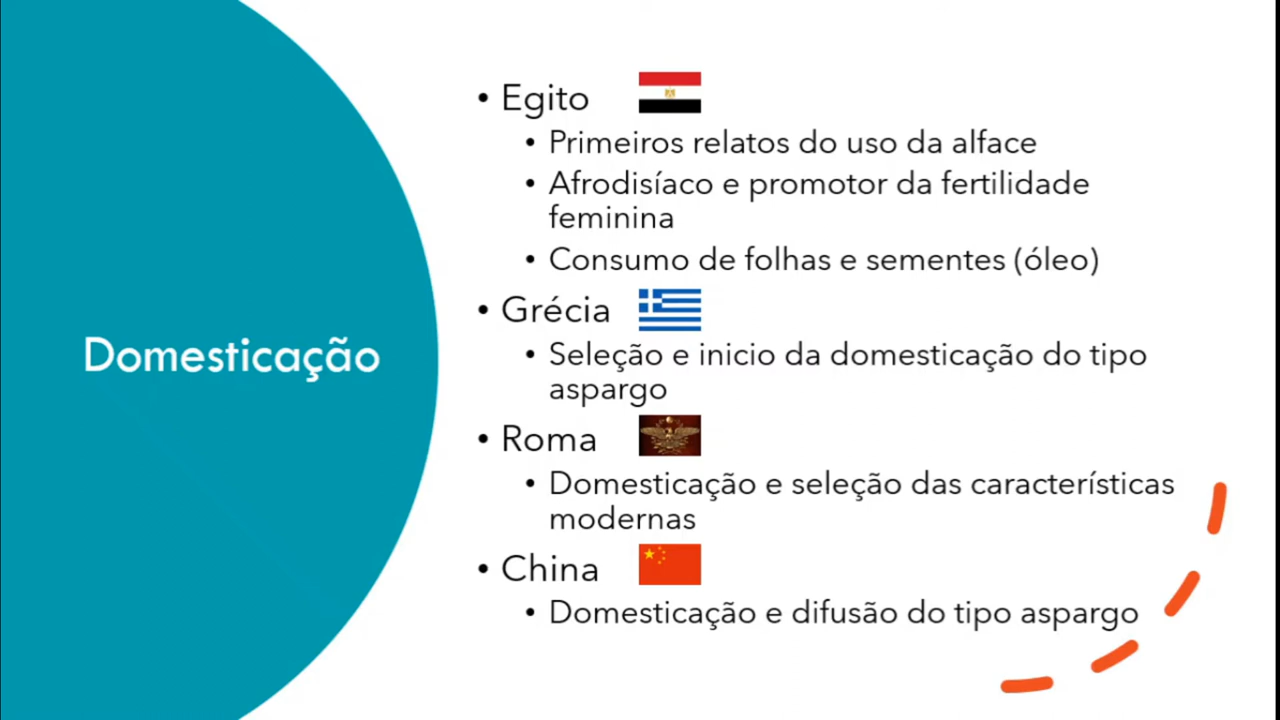 Domesticação
• Egito
• Primeiros relatos do uso da alface
• Afrodisíaco e promotor da fertilidade
feminina
• Consumo de folhas e sementes (óleo)
• Grécia
• Seleção e inicio da domesticação do tipo
aspargo
• Roma
• Domesticação e seleção das características
modernas
• China
• Domesticação e difusão do tipo aspargo